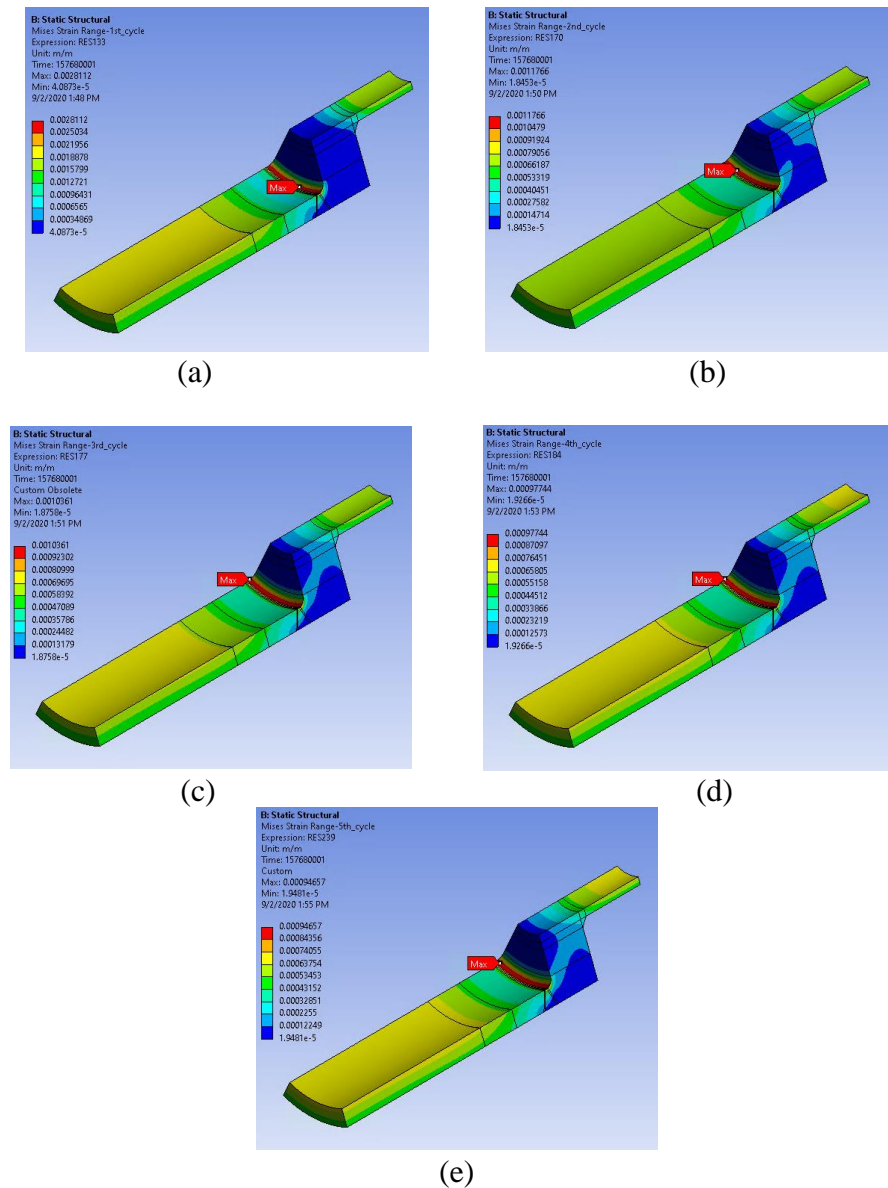 B: Static Structural
Mises Strain Range-1st_cycle
Expression: RES133
Unit: m/m
Time: 157680001
Max: 0.0028112
Min: 4.0873e-5
9/2/2020 1:48 PM
0.0028112
0.0025034
0.0021956
0.0018878
0.0015799
0.0012721
0.00096431
0.0006565
0.00034869
4.0873e-5
Max
(a)
B: Static Structural
Mises Strain Range-2nd_cycle
Expression: RES170
Unit: m/m
Time: 157680001
Max: 0.0011766
Min: 1.8453e-5
9/2/2020 1:50 PM
0.0011766
0.0010479
0.00091924
0.00079056
0.00066187
0.00053319
0.00040451
0.00027582
0.00014714
1.8453e-5
Max
(b)
B: Static Structural
Mises Strain Range-3rd_cycle
Expression: RES177
Unit: m/m
Time: 157680001
Custom Obsolete
Max: 0.0010361
Min: 1.8758e-5
9/2/2020 1:51 PM
0.0010361
0.00092302
0.00080999
0.00069695
0.00058392
0.00047089
0.00035786
0.00024482
0.00013179
1.8758e-5
Max
(c)
B: Static Structural
Mises Strain Range-4th_cycle
Expression: RES184
Unit: m/m
Time: 157680001
Max: 0.00097744
Min: 1.9266e-5
9/2/2020 1:53 PM
0.00097744
0.00087097
0.00076451
0.00065805
0.00055158
0.00044512
0.00033866
0.00023219
0.00012573
1.9266e-5
Max
(d)
B: Static Structural
Mises Strain Range-5th_cycle
Expression: RES239
Unit: m/m
Time: 157680001
Custom
Max: 0.00094657
Min: 1.9481e-5
9/2/2020 1:55 PM
0.00094657
0.00084356
0.00074055
0.00063754
0.00053453
0.00043152
0.00032851
0.0002255
0.00012249
1.9481e-5
Max
(e)